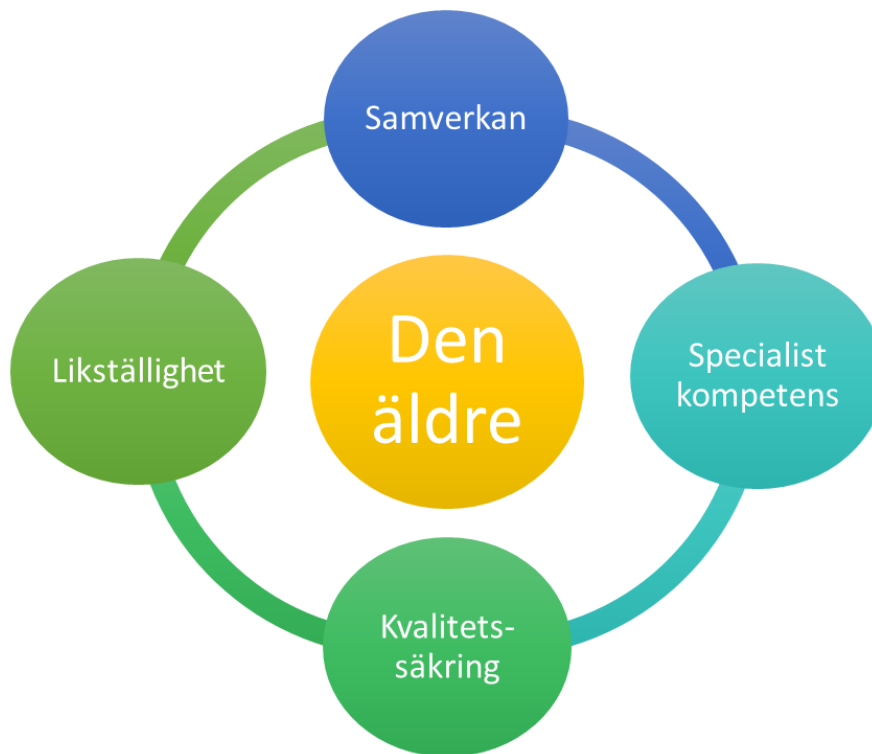 Samverkan
Likställighet
Den
äldre
Specialist
kompetens
Kvalitets-
säkring